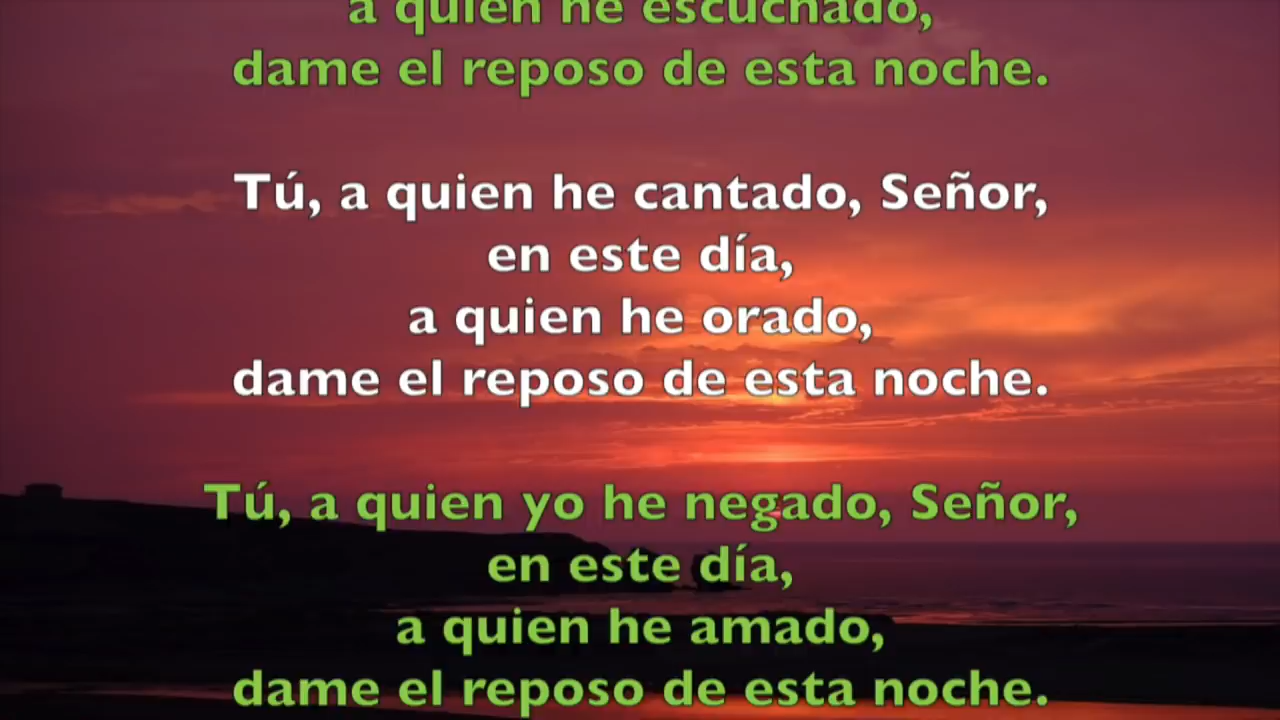 a quien he escuchado,
dame el reposo de esta noche.
Tú, a quien he cantado, Señor,
en este día,
a quien he orado,
dame el reposo de esta noche.
Tú, a quien yo he negado, Señor,
en este día,
a quien he amado,
dame el reposo de esta noche.